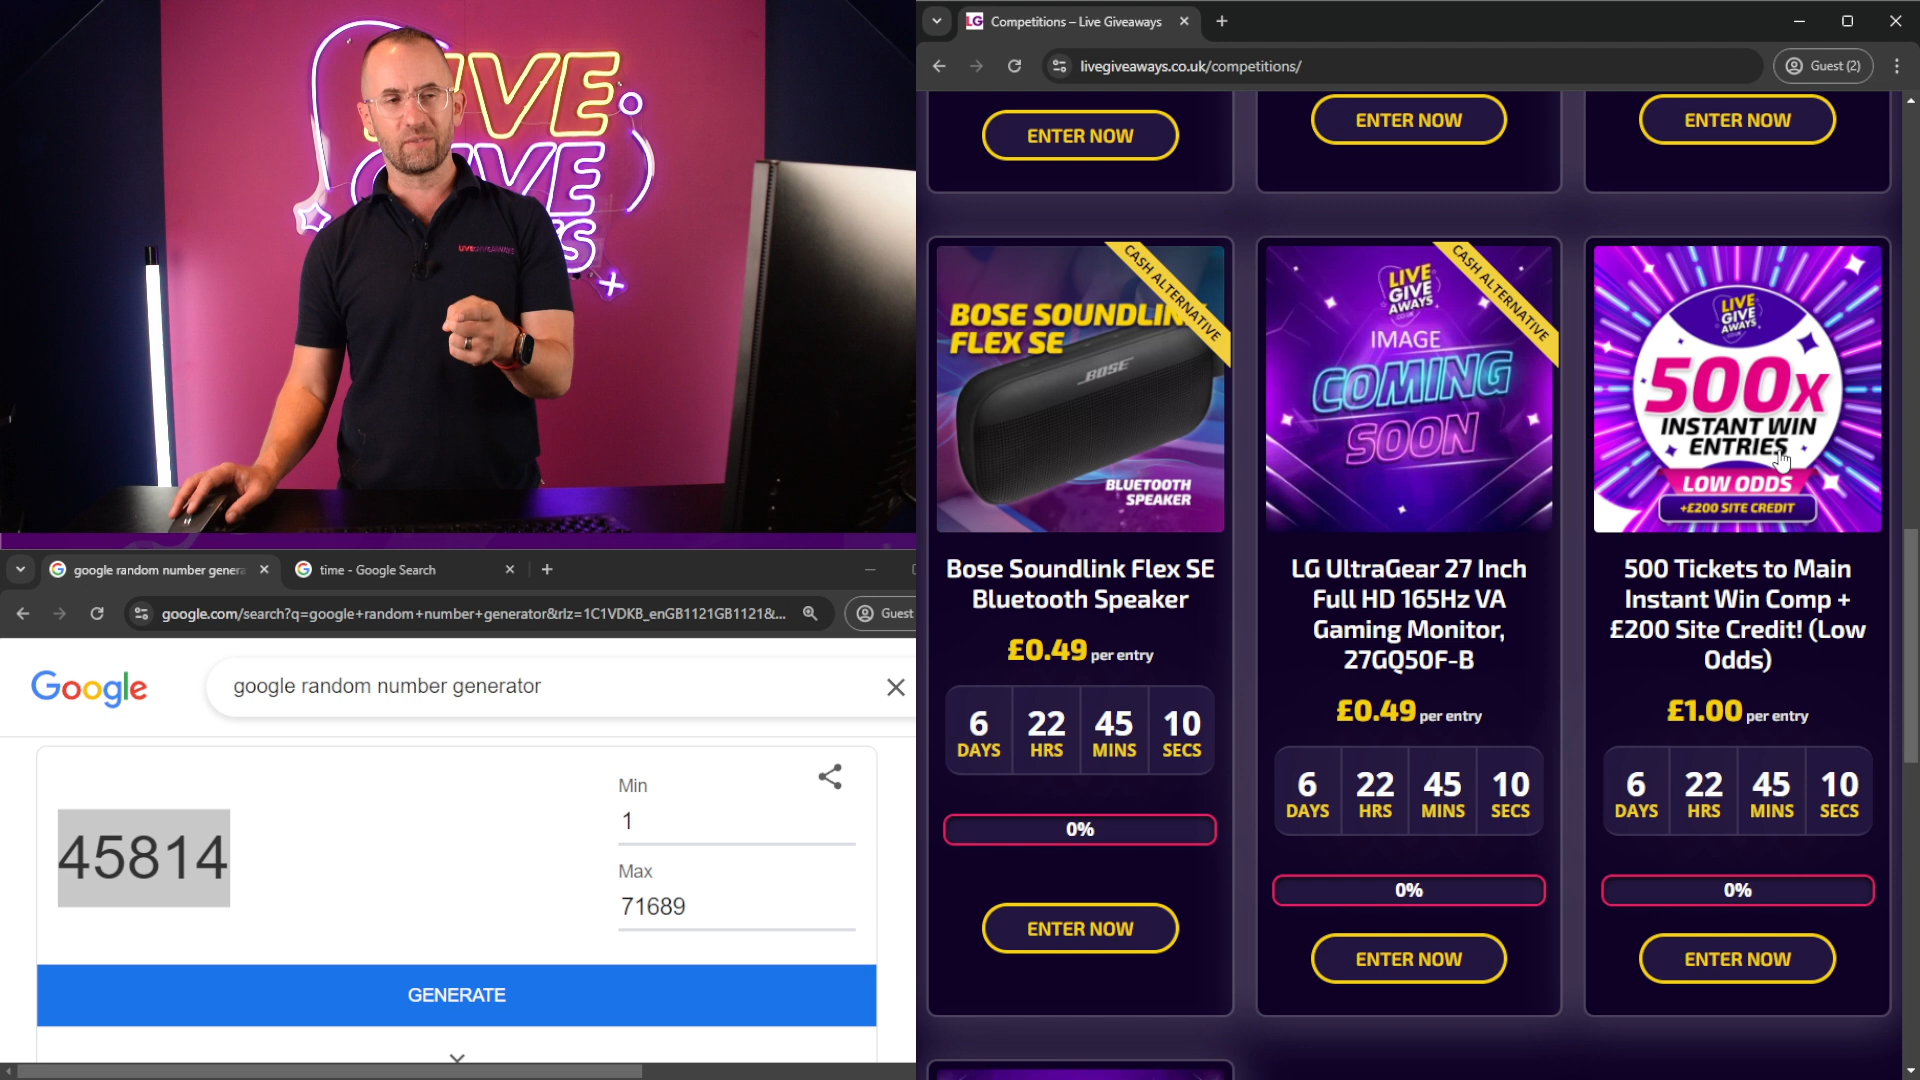 LIVE
GIVE
AYS
LIVEGIVEAWAYS
google random number genera
time - Google Search
google.com/search?q=google+random+number+generator&rlz=1C1VDKB_enGB1121GB1121&...
Guest
Google
google random number generator
45814
Min
1
Max
71689
GENERATE
LG
Competitions – Live Giveaways
livegiveaways.co.uk/competitions/
Guest (2)
ENTER NOW
ENTER NOW
ENTER NOW
CASH ALTERNATIVE
BOSE SOUNDLIN
FLEX SE
BOSE
BLUETOOTH
SPEAKER
Bose Soundlink Flex SE
Bluetooth Speaker
£0.49 per entry
6 22 45 10
DAYS HRS MINS SECS
0%
ENTER NOW
CASH ALTERNATIVE
LIVE
GIVE
AWAYS
IMAGE
COMING
SOON
LG UltraGear 27 Inch
Full HD 165Hz VA
Gaming Monitor,
27GQ50F-B
£0.49 per entry
6 22 45 10
DAYS HRS MINS SECS
0%
ENTER NOW
LIVE
GIVE
AWAYS
500x
INSTANT WIN
ENTRIES
LOW ODDS
+£200 SITE CREDIT
500 Tickets to Main
Instant Win Comp +
£200 Site Credit! (Low
Odds)
£1.00 per entry
6 22 45 10
DAYS HRS MINS SECS
0%
ENTER NOW